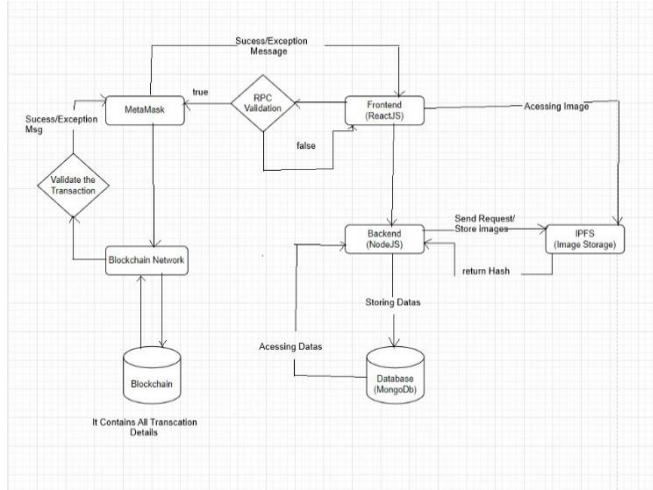 Sucess/Exception
Message
RPC
Validation
true
false
MetaMask
Frontend
(ReactJS)
Acessing Image
Sucess/Exception
Msg
Validate the
Transaction
Backend
(NodeJS)
Send Request/
Store images
IPFS
(Image Storage)
return Hash
Blockchain Network
Storing Datas
Acessing Datas
Blockchain
Database
(MongoDb)
It Contains All Transcation
Details